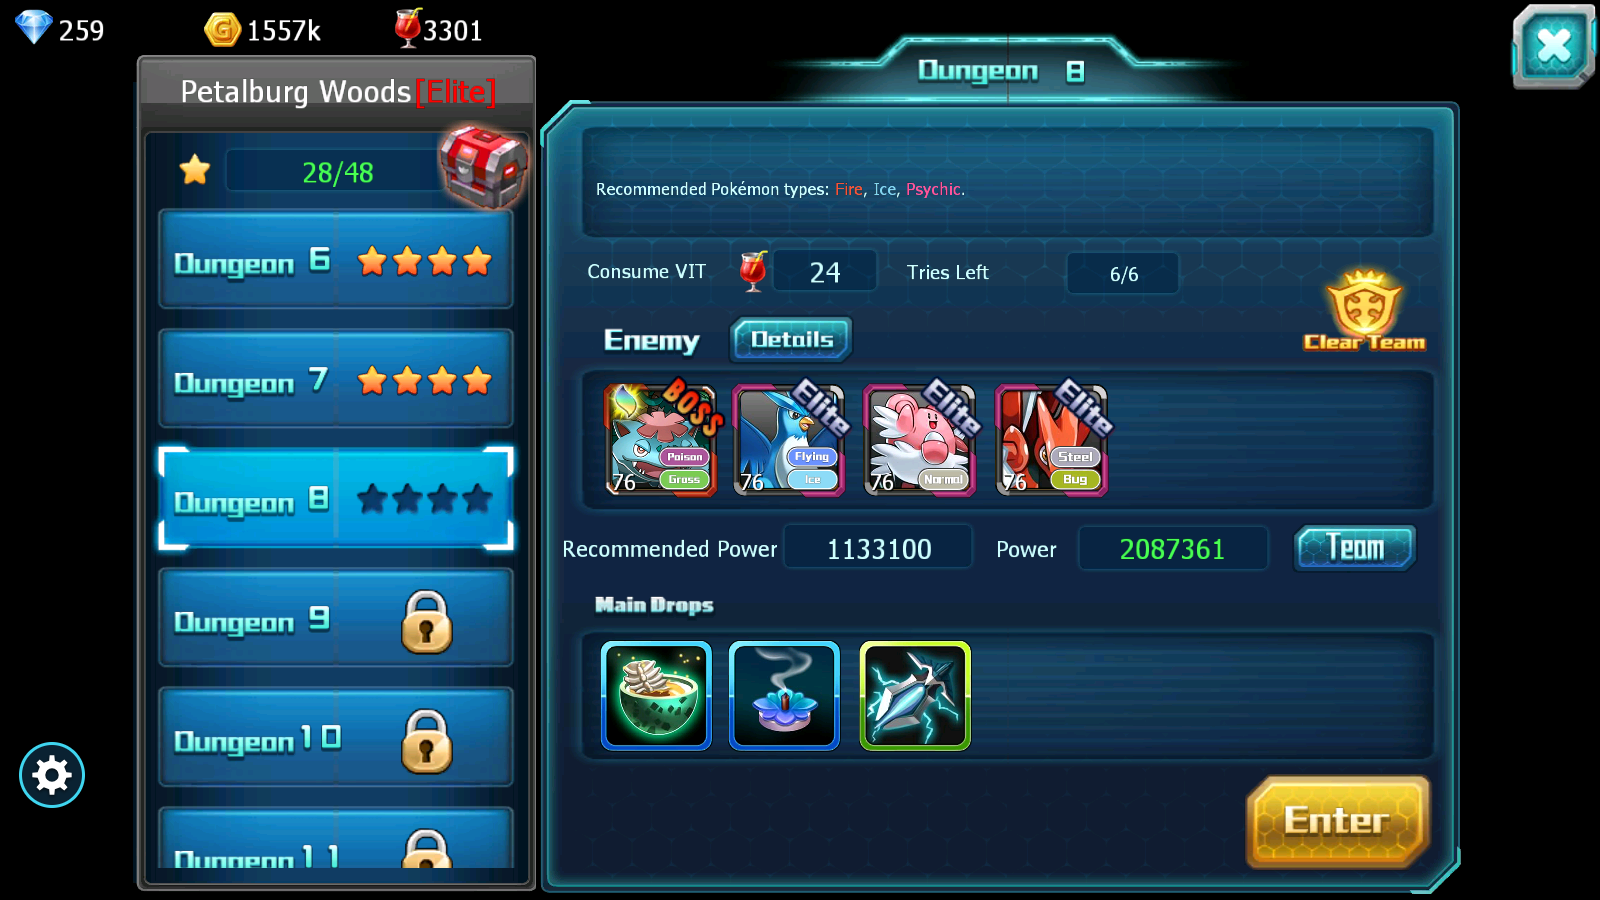 259
1557k
3301
Petalburg Woods[Elite]
28/48
Dungeon 6
Dungeon 7
Dungeon 8
Dungeon 9
Dungeon 10
Dungeon 11
Dungeon 8
Recommended Pokémon types: Fire, Ice, Psychic.
Consume VIT 24 Tries Left 6/6
Clear Team
Enemy Details
BOSS Elite Elite Elite
Poison Flying Steel
76 Grass 76 Ice 76 Normal 76 Bug
Recommended Power 1133100 Power 2087361 Team
Main Drops
Enter